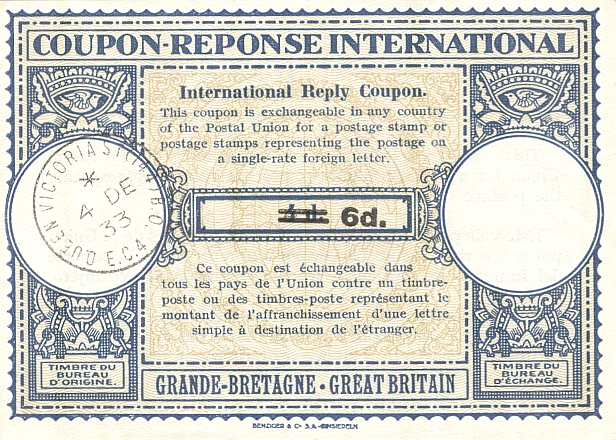 COUPON-REPONSE INTERNATIONAL
International Reply Coupon.
This coupon is exchangeable in any country
of the Postal Union for a postage stamp or
postage stamps representing the postage on
a single-rate foreign letter.
QUEEN VICTORIA ST (144) B.O. E.C.4
4 DE
33
6d.
Ce coupon est échangeable dans
tous les pays de l'Union contre un timbre-
poste ou des timbres-poste représentant le
montant de l'affranchissement d'une lettre
simple à destination de l'étranger.
TIMBRE DU
BUREAU
D'ORIGINE.
GRANDE-BRETAGNE • GREAT BRITAIN
TIMBRE DU
BUREAU
D'ÉCHANGE.
BENZIGER & Co S.A.-EINSIEDELN